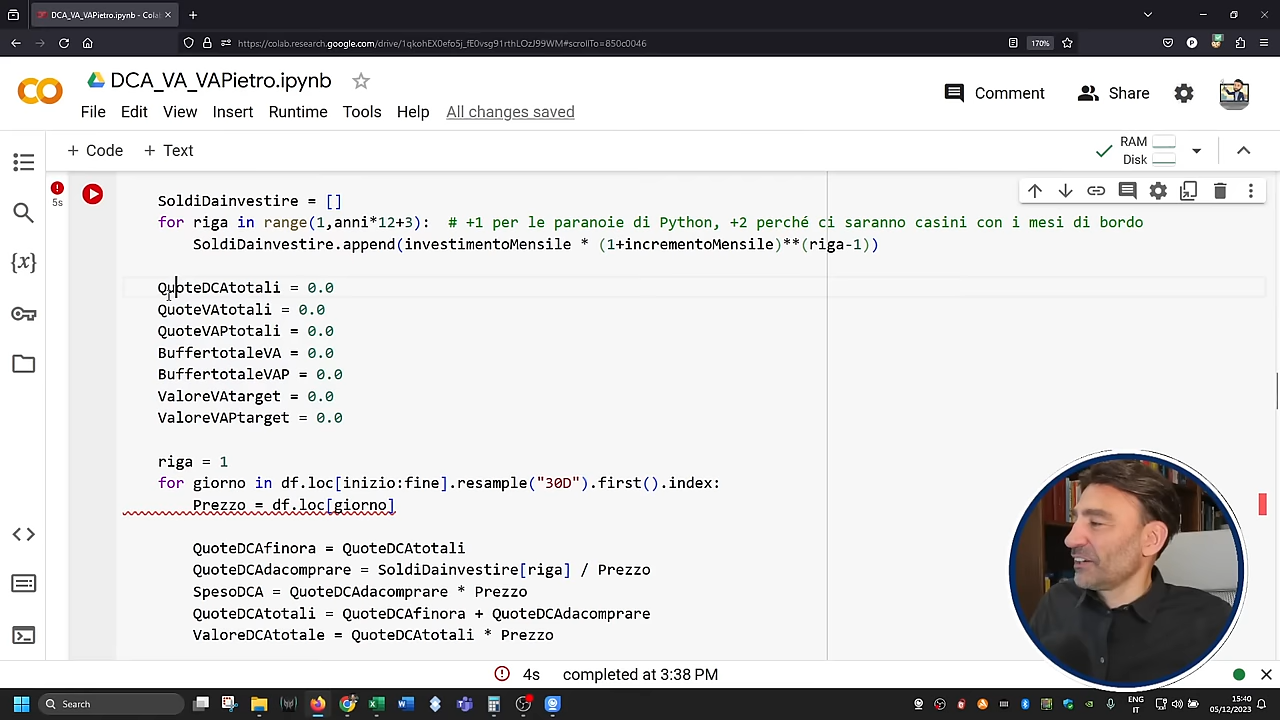 DCA_VA_VAPietro.ipynb - Colab
https://colab.research.google.com/drive/1qkohEX0efo5j_fE0vsg91rthLOzJ99WM#scrollTo=850c0046
170%
DCA_VA_VAPietro.ipynb
Comment
Share
File Edit View Insert Runtime Tools Help All changes saved
+ Code + Text
RAM
Disk
5s
SoldiDainvestire = []
for riga in range(1,anni*12+3): # +1 per le paranoie di Python, +2 perché ci saranno casini con i mesi di bordo
SoldiDainvestire.append(investimentoMensile * (1+incrementoMensile)**(riga-1))
QuoteDCAtotali = 0.0
QuoteVAtotali = 0.0
QuoteVAPtotali = 0.0
BuffertotaleVA = 0.0
BuffertotaleVAP = 0.0
ValoreVAtarget = 0.0
ValoreVAPtarget = 0.0
riga = 1
for giorno in df.loc[inizio:fine].resample("30D").first().index:
Prezzo = df.loc[giorno]
QuoteDCAfinora = QuoteDCAtotali
QuoteDCAdacomprare = SoldiDainvestire[riga] / Prezzo
SpesoDCA = QuoteDCAdacomprare * Prezzo
QuoteDCAtotali = QuoteDCAfinora + QuoteDCAdacomprare
ValoreDCAtotale = QuoteDCAtotali * Prezzo
4s completed at 3:38 PM
Search
ENG
IT
15:40
05/12/2023